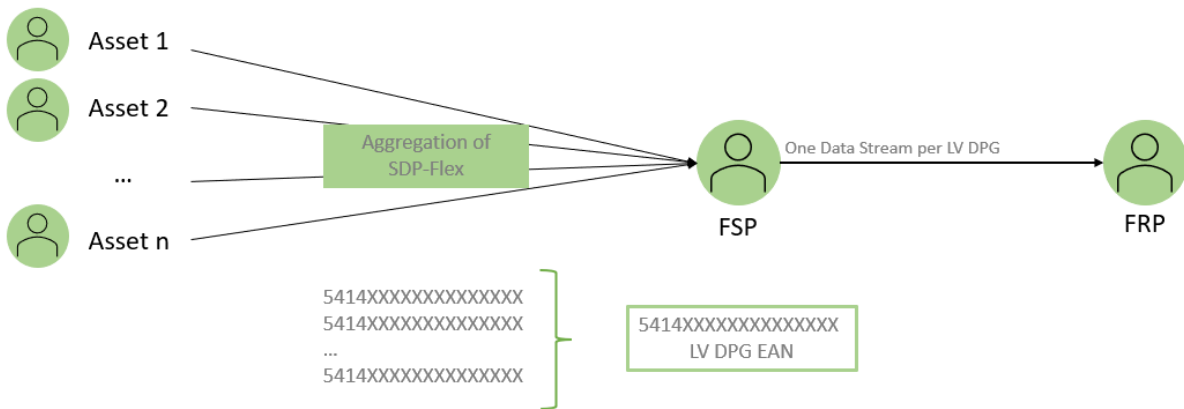 Asset 1
Asset 2
...
Asset n
Aggregation of
SDP-Flex
FSP
One Data Stream per LV DPG
FRP
5414XXXXXXXXXXXXXX
5414XXXXXXXXXXXXXX
...
5414XXXXXXXXXXXXXX
5414XXXXXXXXXXXXXX
LV DPG EAN